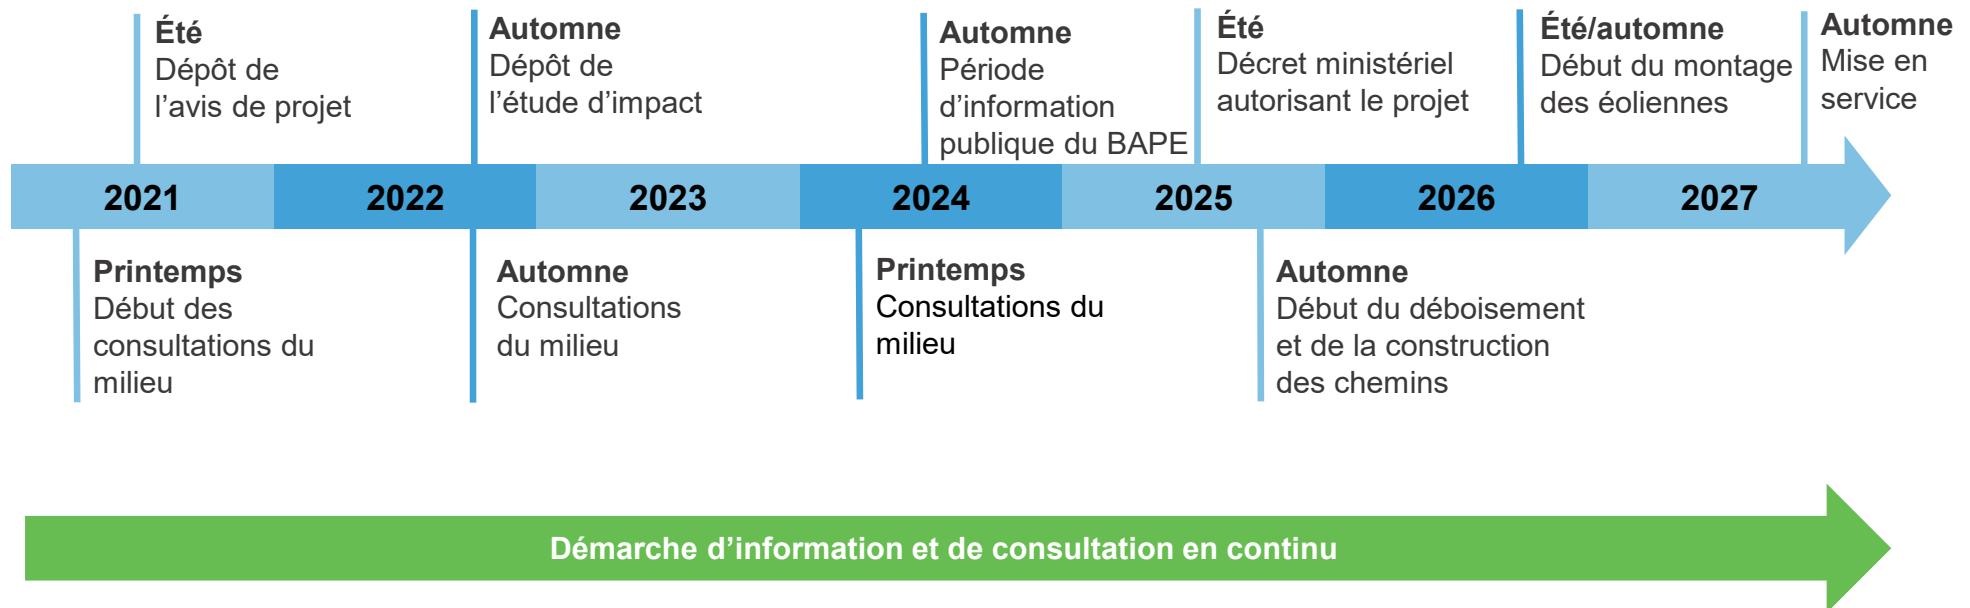 Été
Dépôt de
l’avis de projet
Automne
Dépôt de
l’étude d’impact
Automne
Période
d’information
publique du BAPE
Été
Décret ministériel
autorisant le projet
Été/automne
Début du montage
des éoliennes
Automne
Mise en
service
2021 2022 2023 2024 2025 2026 2027
Printemps
Début des
consultations du
milieu
Automne
Consultations
du milieu
Printemps
Consultations du
milieu
Automne
Début du déboisement
et de la construction
des chemins
Démarche d’information et de consultation en continu